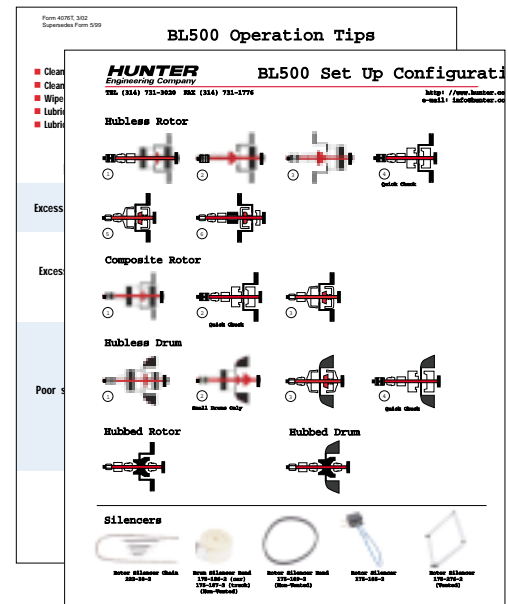 Form 4076T, 3/02
Supersedes Form 5/99
BL500 Operation Tips
Clean
Clean
Wipe
Lubri
Lubri
Excess
Exces
Poor s
HUNTER
Engineering Company
BL500 Set Up Configurati
TEL (314) 731-3020 FAX (314) 731-1776
http: //www.hunter.co
e-mail: info@hunter.co
Hubless Rotor
1
2
3
4
Quick Chuck
5
6
Composite Rotor
1
2
3
Quick Chuck
Hubless Drum
1
2
3
4
Small Drums Only
Quick Chuck
Hubbed Rotor
Hubbed Drum
Silencers
Rotor Silencer Chain
Drum Silencer Band
(car)
(truck)
(Non-Vented)
Rotor Silencer Band
(Non-Vented)
Rotor Silencer
Rotor Silencer
(Vented)